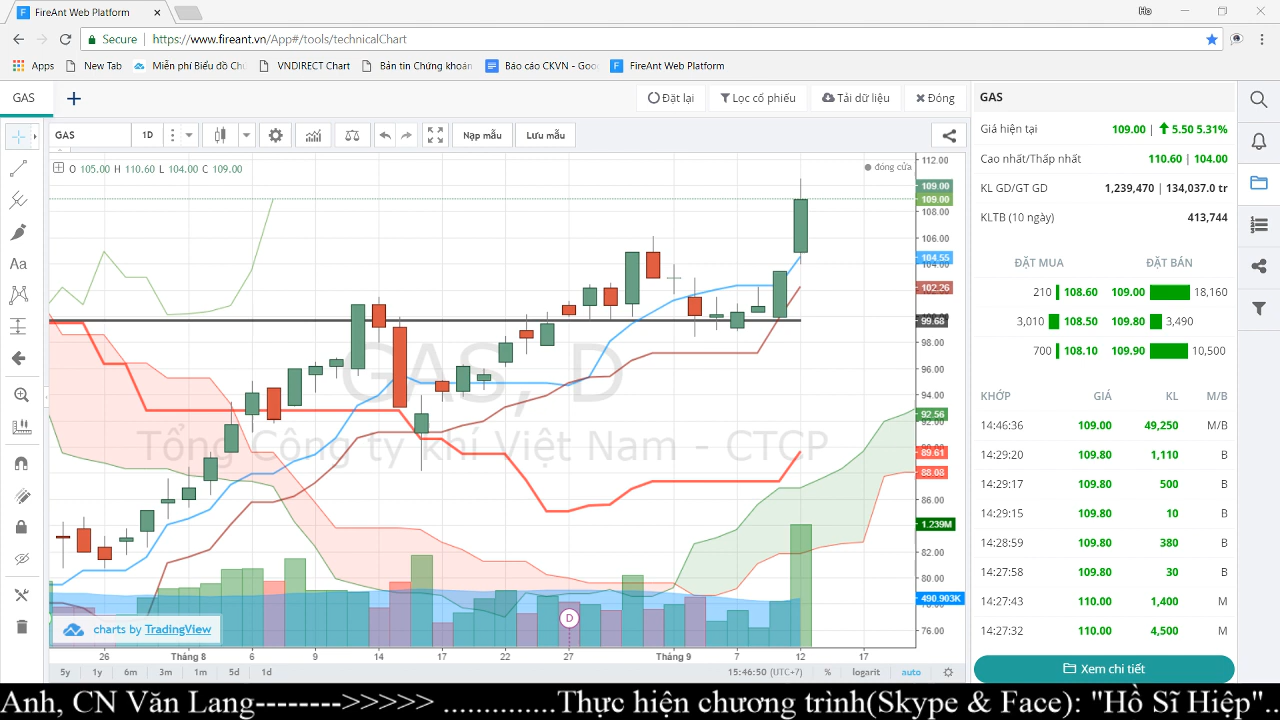 FireAnt Web Platform
Secure https://www.fireant.vn/App#/tools/technicalChart
Apps New Tab Miễn phí Biểu đồ Chứ VNDIRECT Chart Bản tin Chứng khoán Báo cáo CKVN - Goo FireAnt Web Platform
GAS
Đặt lại Lọc cổ phiếu Tải dữ liệu Đóng
GAS 1D Nạp mẫu Lưu mẫu
O 105.00 H 110.60 L 104.00 C 109.00
đóng cửa
GAS, D
Tổng Công ty khí Việt Nam - CTCP
112.00
109.00
109.00
108.00
106.00
104.55
104.00
102.26
99.68
98.00
96.00
94.00
92.56
92.00
89.61
88.08
86.00
1.239M
82.00
80.00
490.903K
76.00
D
charts by TradingView
26 Tháng 8 6 9 14 17 22 27 Tháng 9 7 12 17
5y 1y 6m 3m 1m 5d 1d 15:46:50 (UTC+7) % logarit auto
GAS
Giá hiện tại 109.00 | 5.50 5.31%
Cao nhất/Thấp nhất 110.60 | 104.00
KL GD/GT GD 1,239,470 | 134,037.0 tr
KLTB (10 ngày) 413,744
ĐẶT MUA ĐẶT BÁN
210 108.60 109.00 18,160
3,010 108.50 109.80 3,490
700 108.10 109.90 10,500
KHỚP GIÁ KL M/B
14:46:36 109.00 49,250 M/B
14:29:20 109.80 1,110 B
14:29:17 109.80 500 B
14:29:15 109.80 10 B
14:28:59 109.80 380 B
14:27:58 109.80 30 B
14:27:43 110.00 1,400 M
14:27:32 110.00 4,500 M
Xem chi tiết
Anh, CN Văn Lang-------->>>>> .............Thực hiện chương trình(Skype & Face): "Hồ Sĩ Hiệp"..